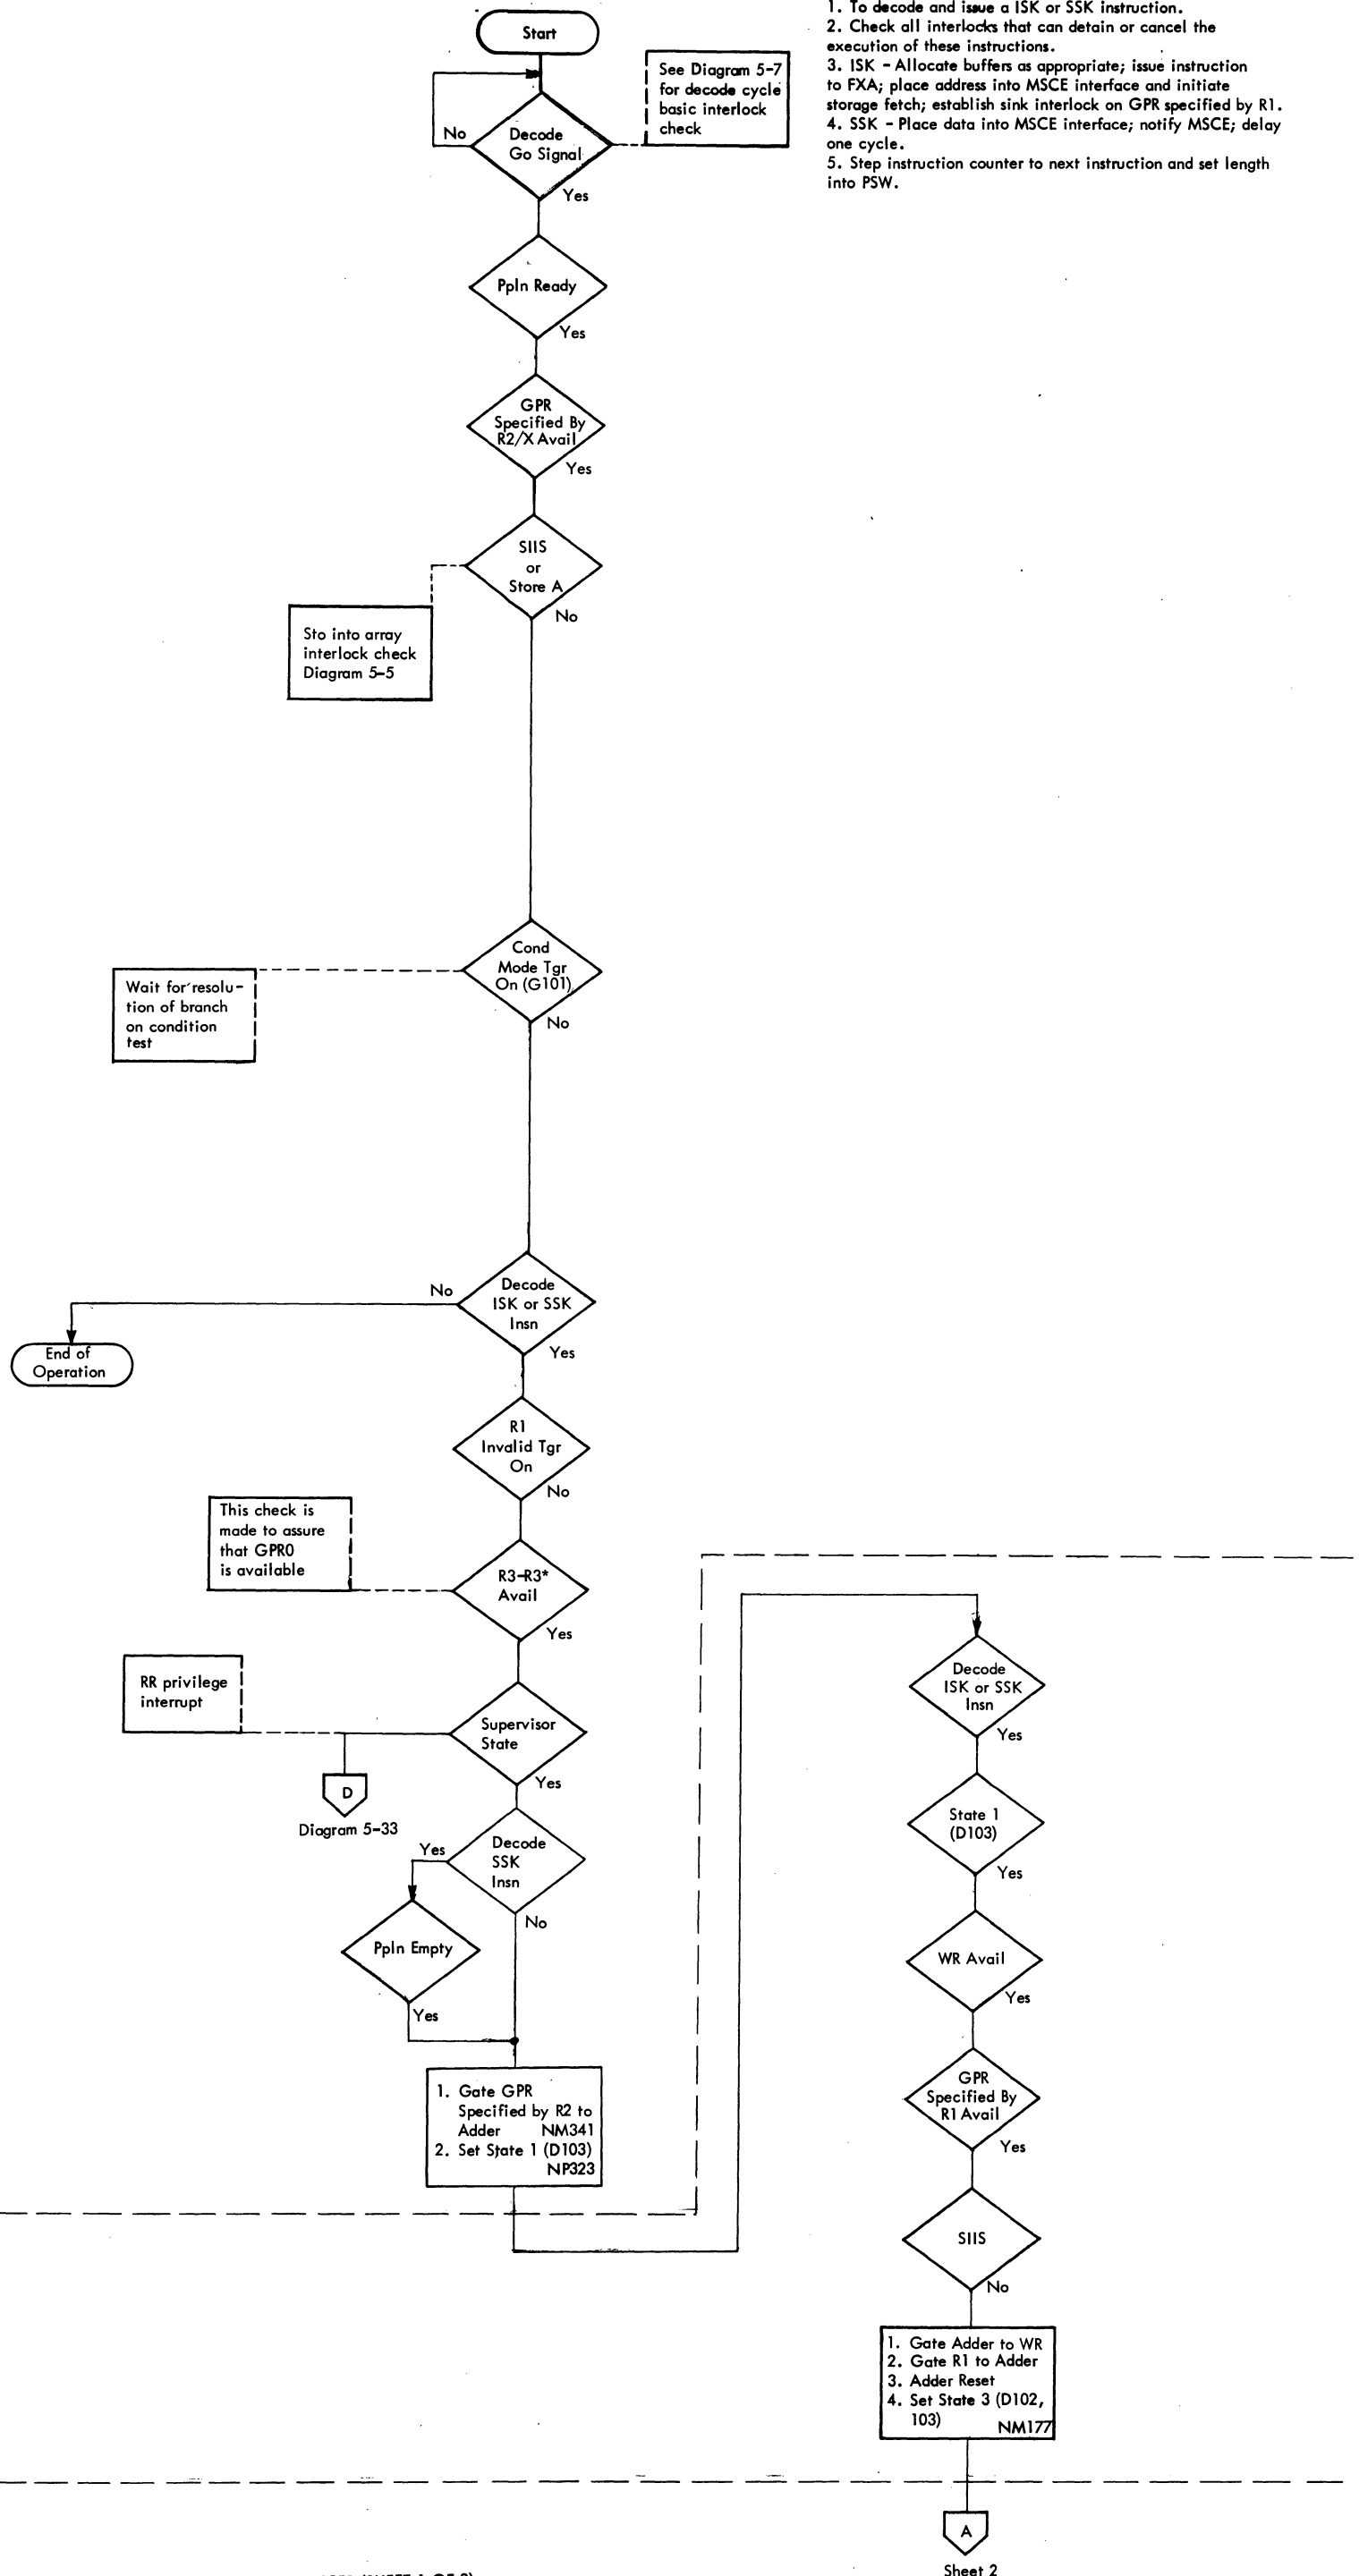 1. To decode and issue a ISK or SSK instruction.
2. Check all interlocks that can detain or cancel the
execution of these instructions.
3. ISK - Allocate buffers as appropriate; issue instruction
to FXA; place address into MSCE interface and initiate
storage fetch; establish sink interlock on GPR specified by R1.
4. SSK - Place data into MSCE interface; notify MSCE; delay
one cycle.
5. Step instruction counter to next instruction and set length
into PSW.
Start
See Diagram 5-7
for decode cycle
basic interlock
check
No
Decode
Go Signal
Yes
Ppln Ready
Yes
GPR
Specified By
R2/X Avail
Yes
SIIS
or
Store A
No
Sto into array
interlock check
Diagram 5-5
Cond
Mode Tgr
On (G101)
No
Wait for resolu-
tion of branch
on condition
test
Decode
ISK or SSK
Insn
No
Yes
End of
Operation
R1
Invalid Tgr
On
No
This check is
made to assure
that GPR0
is available
R3-R3*
Avail
Yes
RR privilege
interrupt
Supervisor
State
Yes
D
Diagram 5-33
Decode
SSK
Insn
Yes
No
Ppln Empty
Yes
1. Gate GPR
Specified by R2 to
Adder NM341
2. Set State 1 (D103)
NP323
Decode
ISK or SSK
Insn
Yes
State 1
(D103)
Yes
WR Avail
Yes
GPR
Specified By
R1 Avail
Yes
SIIS
No
1. Gate Adder to WR
2. Gate R1 to Adder
3. Adder Reset
4. Set State 3 (D102,
103) NM177
A
Sheet 2